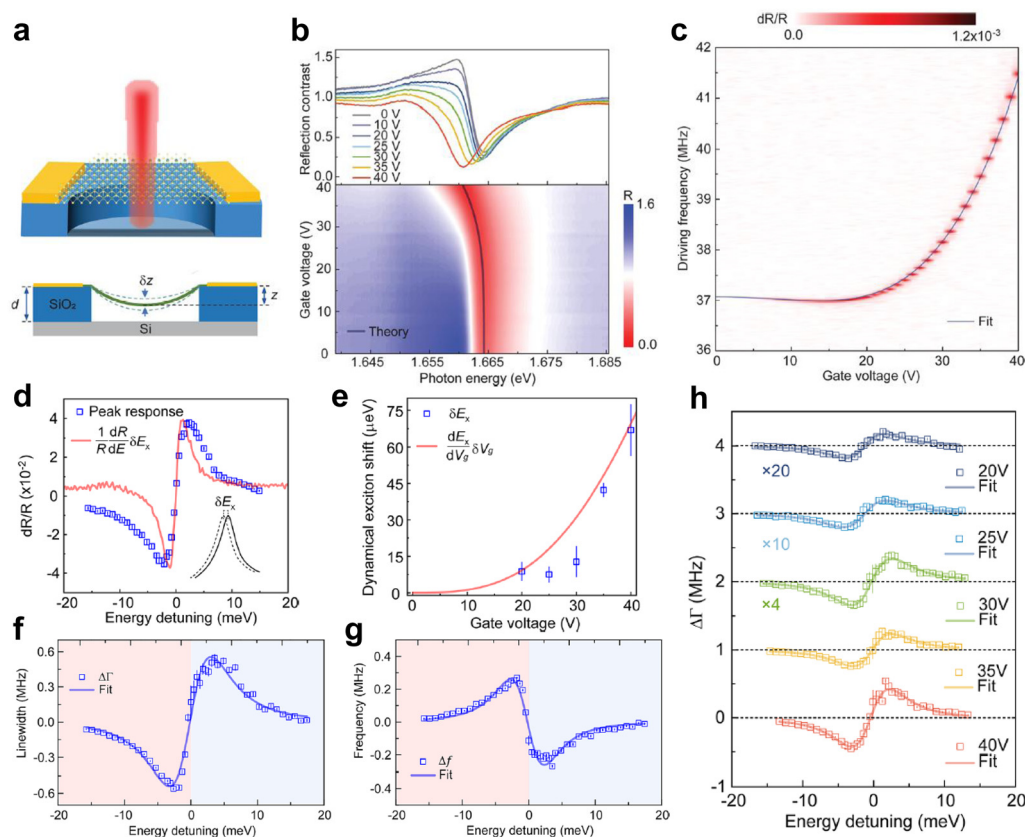 a
δz
d
SiO₂
z
Si
b
Reflection contrast
1.5
1.0
0.5
0.0
0 V
10 V
20 V
25 V
30 V
35 V
40 V
Gate voltage (V)
30
20
10
0
Theory
R
1.6
0.0
1.645
1.655
1.665
1.675
1.685
Photon energy (eV)
c
dR/R
0.0
1.2x10⁻³
Driving frequency (MHz)
42
41
40
39
38
37
36
Fit
0
10
20
30
40
Gate voltage (V)
d
dR/R (x10⁻²)
4
2
0
-2
-4
Peak response
1/R dR/dE δEₓ
δEₓ
-20
-10
0
10
20
Energy detuning (meV)
e
Dynamical exciton shift (μeV)
75
60
45
30
15
0
δEₓ
dEₓ/dV_g δV_g
0
10
20
30
40
Gate voltage (V)
f
Linewidth (MHz)
0.6
0.3
0.0
-0.3
-0.6
ΔΓ
Fit
-20
-10
0
10
20
Energy detuning (meV)
g
Frequency (MHz)
0.4
0.2
0.0
-0.2
-0.4
Δf
Fit
-20
-10
0
10
20
Energy detuning (meV)
h
ΔΓ (MHz)
4
3
2
1
0
-1
×20
20V
Fit
×10
25V
Fit
×4
30V
Fit
35V
Fit
40V
Fit
-20
-10
0
10
20
Energy detuning (meV)